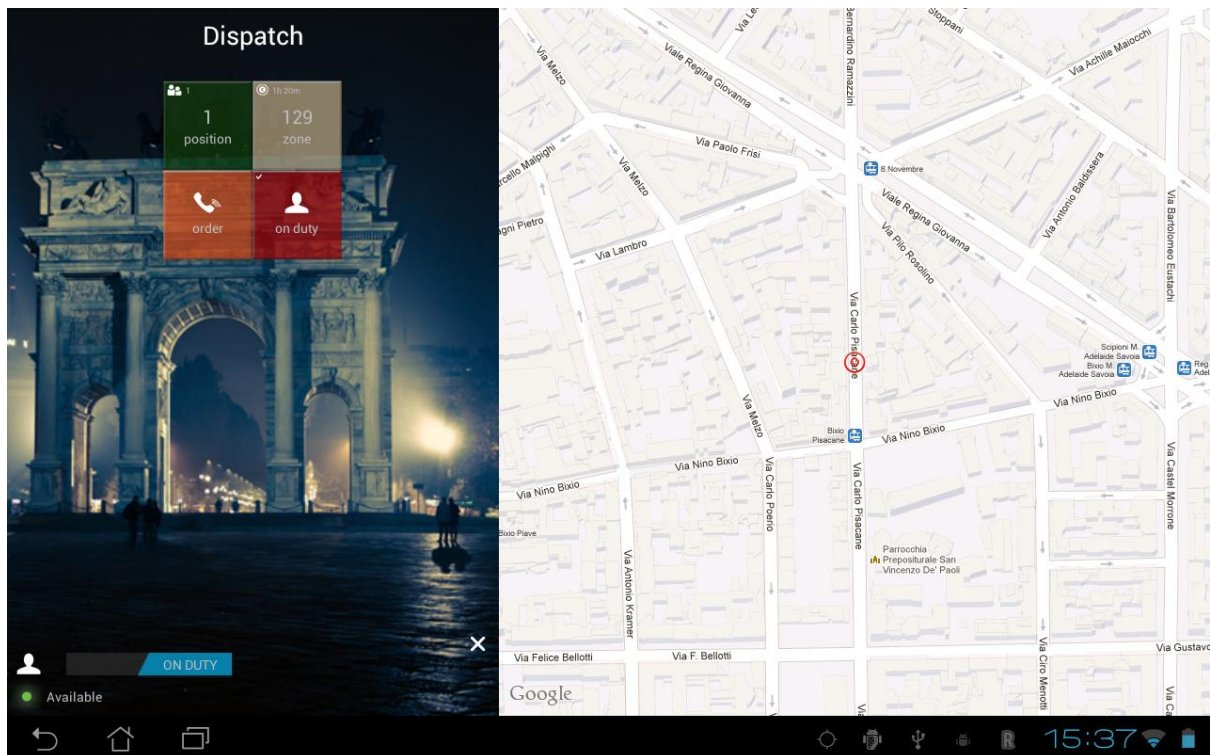 Dispatch
1
1h 20m
1
position
129
zone
order
on duty
ON DUTY
Available
Via Melzo
Viale Regina Giovanna
Bernardino Ramazzini
Stoppani
Via Achille Maiocchi
Via Paolo Frisi
8 Novembre
Via Antonio Baldissera
Via Bartolomeo Eustachi
Via Melzo
Viale Regina Giovanna
Via Pilo Rosolino
Via Lambro
Via Carlo Pisacane
Scipioni M.
Adelaide Savoia
Bixio M.
Adelaide Savoia
Via Nino Bixio
Via Melzo
Bixio
Pisacane
Via Nino Bixio
Via Nino Bixio
Via Nino Bixio
Via Carlo Poerio
Via Carlo Pisacane
Via Castel Morrone
Bixio Piave
Parrocchia
Prepositurale San
Vincenzo De' Paoli
Via Antonio Kramer
Via Ciro Menotti
Via Felice Bellotti
Via F. Bellotti
Via Gustavo
Google
R
15:37